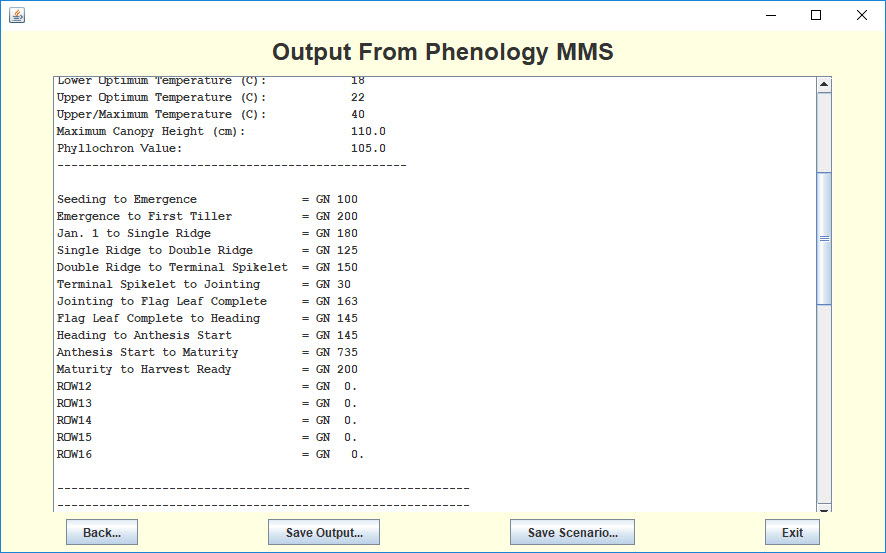 Output From Phenology MMS
Lower Optimum Temperature (C): 18
Upper Optimum Temperature (C): 22
Upper/Maximum Temperature (C): 40
Maximum Canopy Height (cm): 110.0
Phyllochron Value: 105.0
--------------------------------------------------
Seeding to Emergence = GN 100
Emergence to First Tiller = GN 200
Jan. 1 to Single Ridge = GN 180
Single Ridge to Double Ridge = GN 125
Double Ridge to Terminal Spikelet = GN 150
Terminal Spikelet to Jointing = GN 30
Jointing to Flag Leaf Complete = GN 163
Flag Leaf Complete to Heading = GN 145
Heading to Anthesis Start = GN 145
Anthesis Start to Maturity = GN 735
Maturity to Harvest Ready = GN 200
ROW12 = GN 0.
ROW13 = GN 0.
ROW14 = GN 0.
ROW15 = GN 0.
ROW16 = GN 0.
-----------------------------------------------------------
-----------------------------------------------------------
Back... Save Output... Save Scenario... Exit